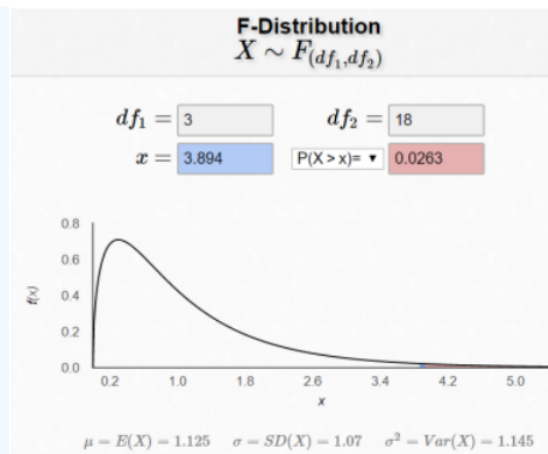 F-Distribution
X ~ F(df₁,df₂)
df₁ = 3 df₂ = 18
x = 3.894 P(X > x)= ▼ 0.0263
0.8
0.6
0.4
0.2
0.0
f(x)
0.2 1.0 1.8 2.6 3.4 4.2 5.0
x
μ = E(X) = 1.125 σ = SD(X) = 1.07 σ² = Var(X) = 1.145